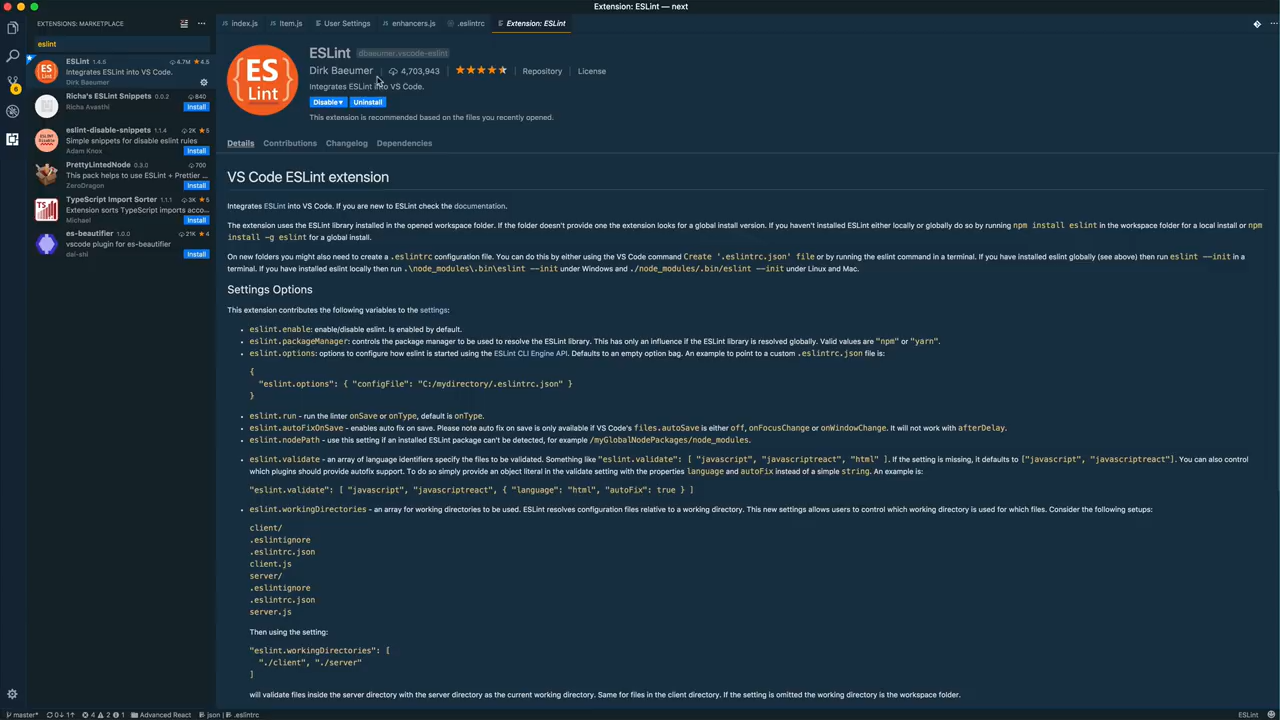 Extension: ESLint — next
EXTENSIONS: MARKETPLACE
eslint
ESLint 1.4.6 4.7M ★4.5
Integrates ESLint into VS Code.
Dirk Baeumer
Richa's ESLint Snippets 0.0.2 840
Richa Avasthi Install
eslint-disable-snippets 1.1.4 2K ★5
Simple snippets for disable eslint rules
Adam Knox Install
PrettyLintedNode 0.3.0 700
This pack helps to use ESLint + Prettier ...
ZeroDragon Install
TypeScript Import Sorter 1.1.1 3K ★5
Extension sorts TypeScript imports acco...
Michael Install
es-beautifier 1.0.0 21K ★4
vscode plugin for es-beautifier
dai-shi Install
6
index.js Item.js User Settings enhancers.js .eslintrc Extension: ESLint
ES
Lint
ESLint dbaeumer.vscode-eslint
Dirk Baeumer 4,703,943 Repository License
Integrates ESLint into VS Code.
Disable▾ Uninstall
This extension is recommended based on the files you recently opened.
Details Contributions Changelog Dependencies
VS Code ESLint extension
Integrates ESLint into VS Code. If you are new to ESLint check the documentation.
The extension uses the ESLint library installed in the opened workspace folder. If the folder doesn't provide one the extension looks for a global install version. If you haven't installed ESLint either locally or globally do so by running npm install eslint in the workspace folder for a local install or npm
install -g eslint for a global install.
On new folders you might also need to create a .eslintrc configuration file. You can do this by either using the VS Code command Create '.eslintrc.json' file or by running the eslint command in a terminal. If you have installed eslint globally (see above) then run eslint --init in a
terminal. If you have installed eslint locally then run .\node_modules\.bin\eslint --init under Windows and ./node_modules/.bin/eslint --init under Linux and Mac.
Settings Options
This extension contributes the following variables to the settings:
• eslint.enable: enable/disable eslint. Is enabled by default.
• eslint.packageManager: controls the package manager to be used to resolve the ESLint library. This has only an influence if the ESLint library is resolved globally. Valid values are "npm" or "yarn".
• eslint.options: options to configure how eslint is started using the ESLint CLI Engine API. Defaults to an empty option bag. An example to point to a custom .eslintrc.json file is:
{
"eslint.options": { "configFile": "C:/mydirectory/.eslintrc.json" }
}
• eslint.run - run the linter onSave or onType, default is onType.
• eslint.autoFixOnSave - enables auto fix on save. Please note auto fix on save is only available if VS Code's files.autoSave is either off, onFocusChange or onWindowChange. It will not work with afterDelay.
• eslint.nodePath - use this setting if an installed ESLint package can't be detected, for example /myGlobalNodePackages/node_modules.
• eslint.validate - an array of language identifiers specify the files to be validated. Something like "eslint.validate": [ "javascript", "javascriptreact", "html" ]. If the setting is missing, it defaults to ["javascript", "javascriptreact"]. You can also control
which plugins should provide autofix support. To do so simply provide an object literal in the validate setting with the properties language and autoFix instead of a simple string. An example is:
"eslint.validate": [ "javascript", "javascriptreact", { "language": "html", "autoFix": true } ]
• eslint.workingDirectories - an array for working directories to be used. ESLint resolves configuration files relative to a working directory. This new settings allows users to control which working directory is used for which files. Consider the following setups:
client/
.eslintignore
.eslintrc.json
client.js
server/
.eslintignore
.eslintrc.json
server.js
Then using the setting:
"eslint.workingDirectories": [
"./client", "./server"
]
will validate files inside the server directory with the server directory as the current working directory. Same for files in the client directory. If the setting is omitted the working directory is the workspace folder.
master* 0↓ 1↑ 4 2 1 Advanced React json | .eslintrc ESLint